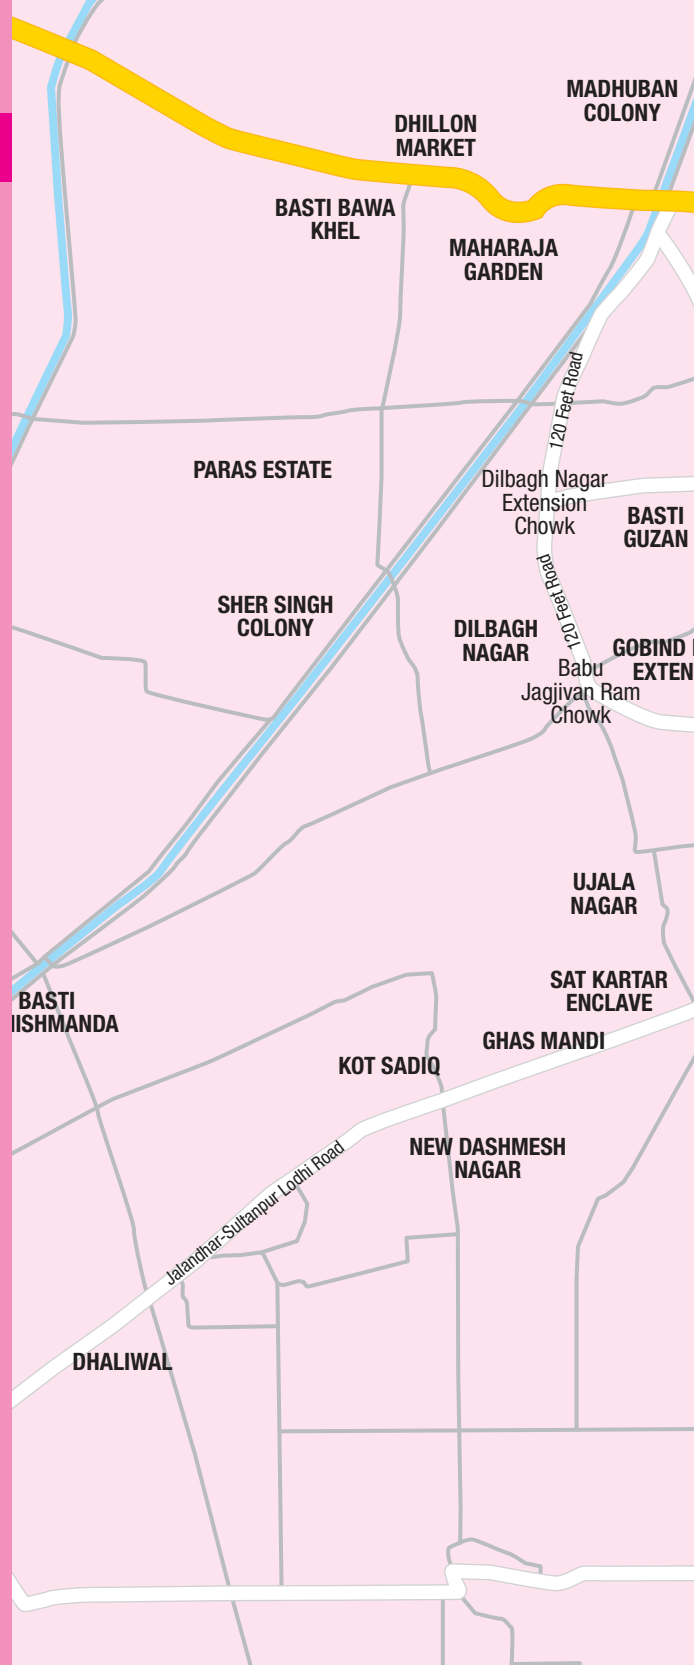 MADHUBAN
COLONY
DHILLON
MARKET
BASTI BAWA
KHEL
MAHARAJA
GARDEN
120 Feet Road
PARAS ESTATE
Dilbagh Nagar
Extension
Chowk
BASTI
GUZAN
120 Feet Road
SHER SINGH
COLONY
DILBAGH
NAGAR
GOBIND
EXTEN
Babu
Jagjivan Ram
Chowk
UJALA
NAGAR
SAT KARTAR
ENCLAVE
BASTI
ISHMANDA
GHAS MANDI
KOT SADIQ
NEW DASHMESH
NAGAR
Jalandhar-Sultanpur Lodhi Road
DHALIWAL